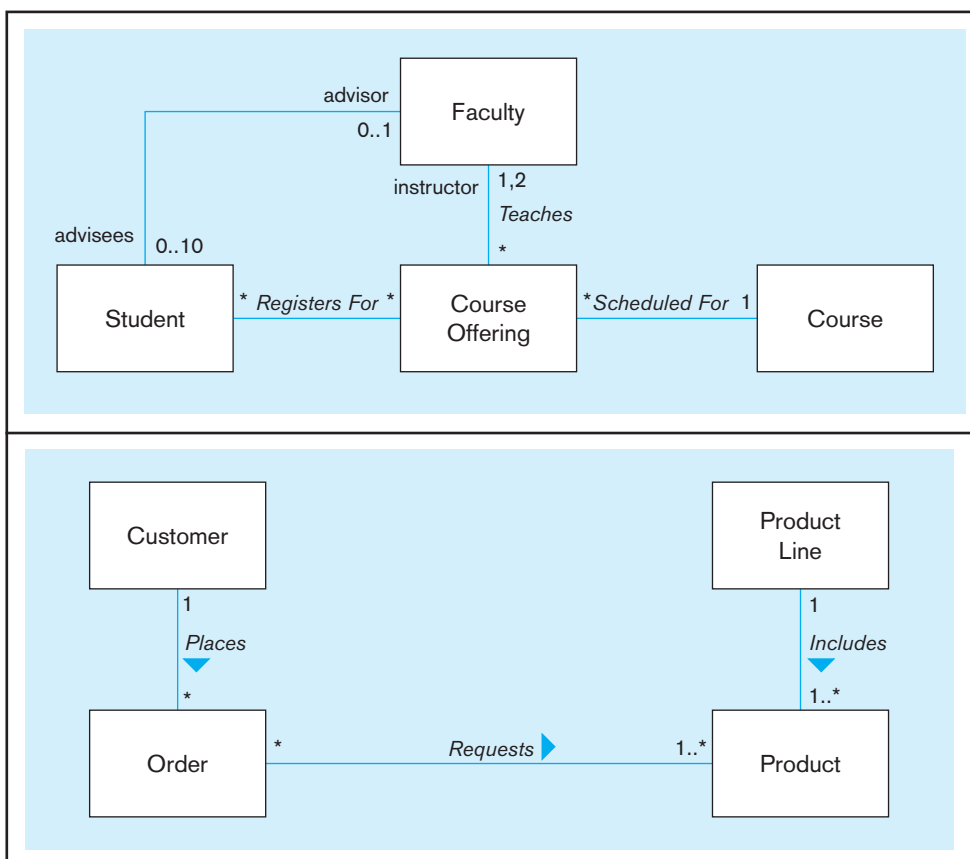 advisor
0..1
Faculty
instructor
1,2
Teaches
*
advisees
0..10
Student
* Registers For *
Course
Offering
* Scheduled For 1
Course
Customer
1
Places
*
Order
Product
Line
1
Includes
1..*
* Requests 1..*
Product